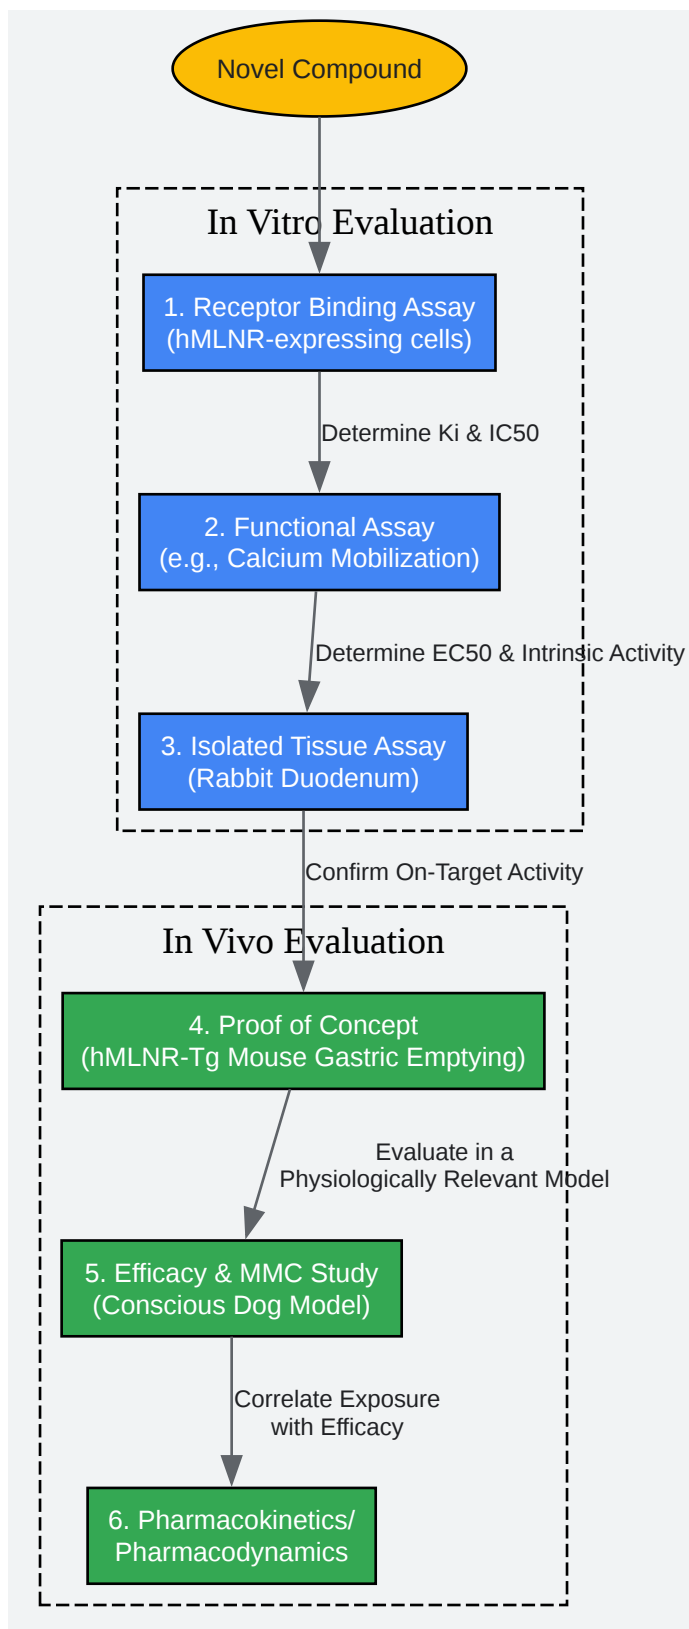 Novel Compound
In Vitro Evaluation
1. Receptor Binding Assay
(hMLNR-expressing cells)
Determine Ki & IC50
2. Functional Assay
(e.g., Calcium Mobilization)
Determine EC50 & Intrinsic Activity
3. Isolated Tissue Assay
(Rabbit Duodenum)
Confirm On-Target Activity
In Vivo Evaluation
4. Proof of Concept
(hMLNR-Tg Mouse Gastric Emptying)
Evaluate in a
Physiologically Relevant Model
5. Efficacy & MMC Study
(Conscious Dog Model)
Correlate Exposure
with Efficacy
6. Pharmacokinetics/
Pharmacodynamics